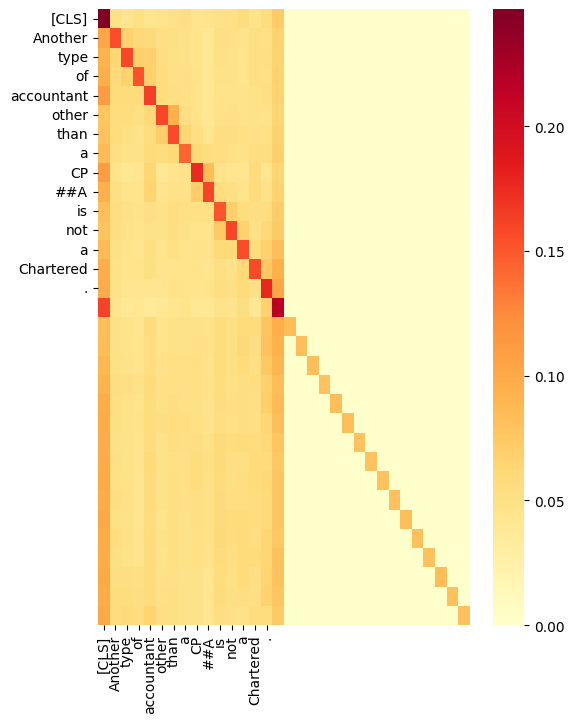 [CLS]
Another
type
of
accountant
other
than
a
CP
##A
is
not
a
Chartered
.
[CLS]
Another
type
of
accountant
other
than
a
CP
##A
is
not
a
Chartered
.
0.20
0.15
0.10
0.05
0.00